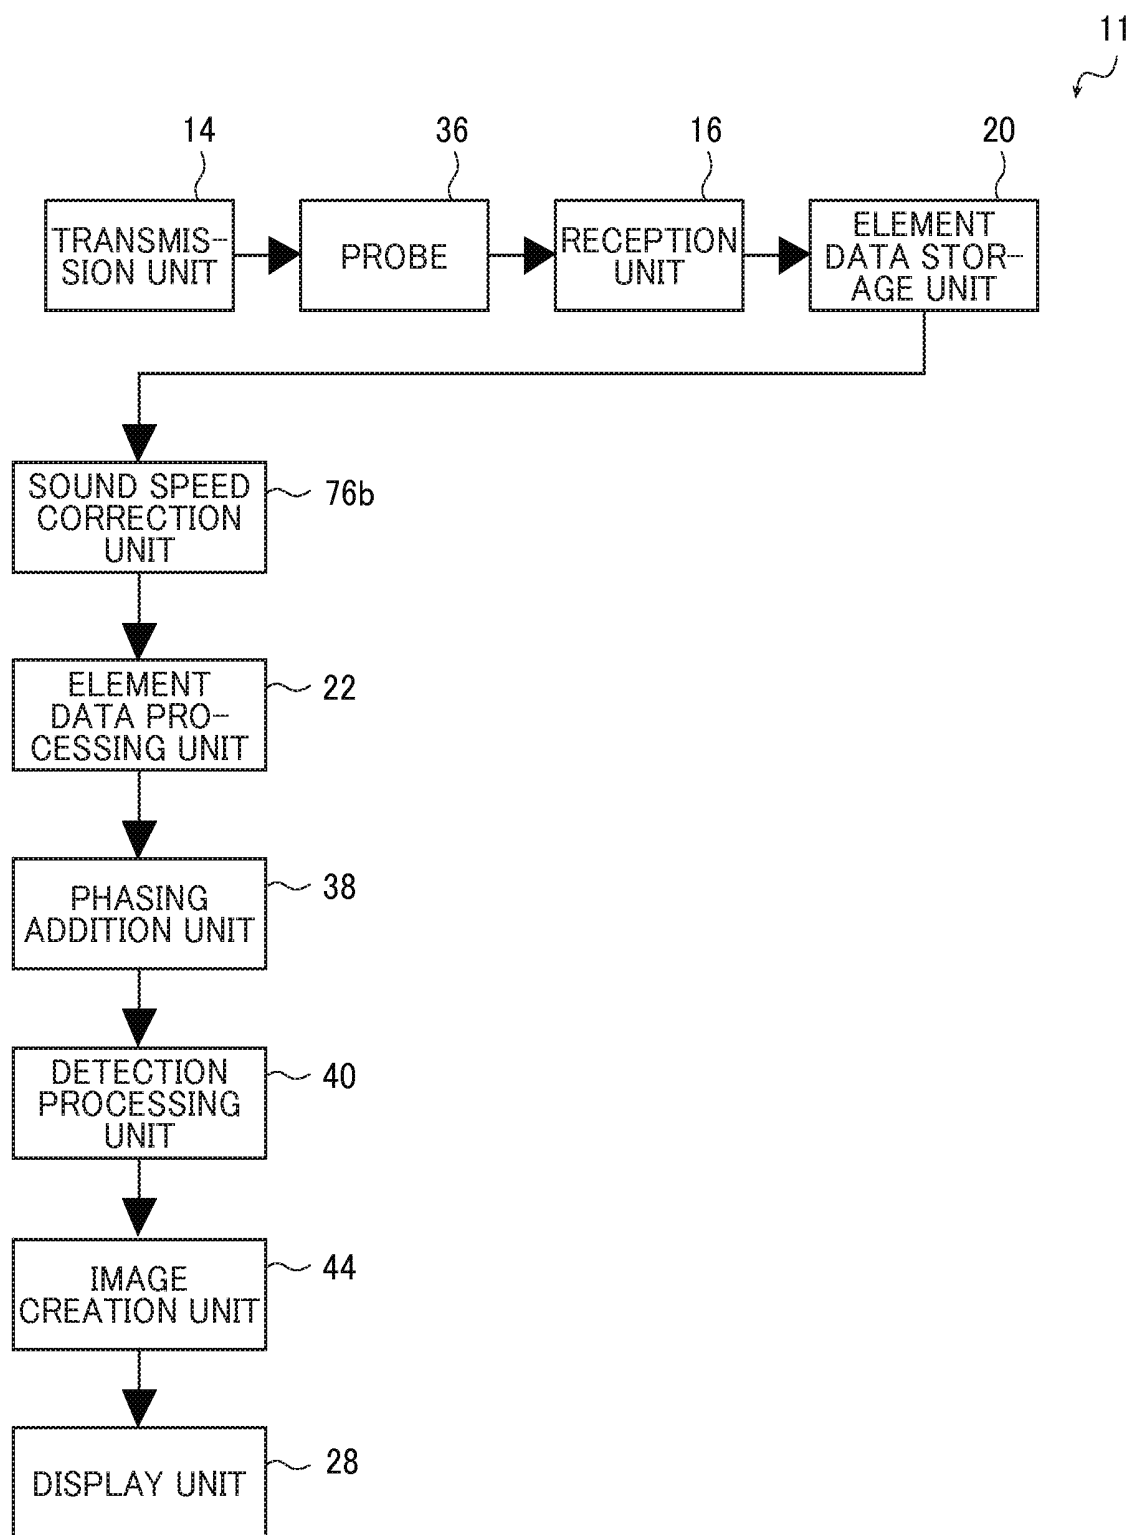 11
14
36
16
20
TRANSMIS-
SION UNIT
PROBE
RECEPTION
UNIT
ELEMENT
DATA STOR-
AGE UNIT
SOUND SPEED
CORRECTION
UNIT
76b
ELEMENT
DATA PRO-
CESSING UNIT
22
PHASING
ADDITION UNIT
38
DETECTION
PROCESSING
UNIT
40
IMAGE
CREATION UNIT
44
DISPLAY UNIT
28